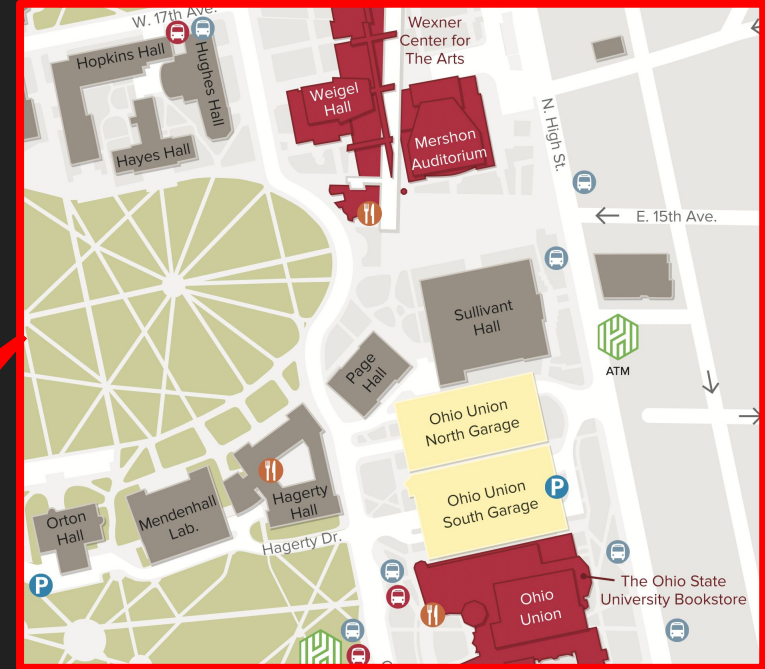 W. 17th Ave.
Hopkins Hall
Hughes Hall
Hayes Hall
Wexner
Center for
The Arts
Weigel
Hall
Mershon
Auditorium
N. High St.
E. 15th Ave.
Sullivant
Hall
ATM
Page
Hall
Ohio Union
North Garage
Ohio Union
South Garage
P
Orton
Hall
Mendenhall
Lab.
Hagerty
Hall
Hagerty Dr.
P
Ohio
Union
The Ohio State
University Bookstore